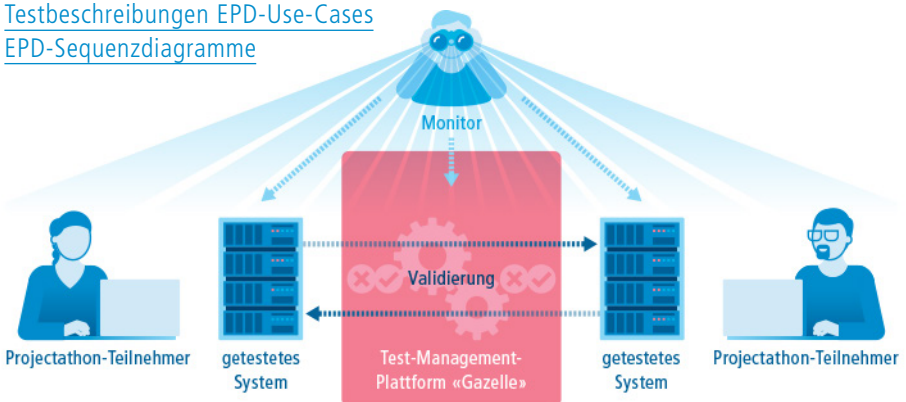 Testbeschreibungen EPD-Use-Cases
EPD-Sequenzdiagramme
Monitor
Validierung
Projectathon-Teilnehmer
getestetes
System
Test-Management-
Plattform «Gazelle»
getestetes
System
Projectathon-Teilnehmer